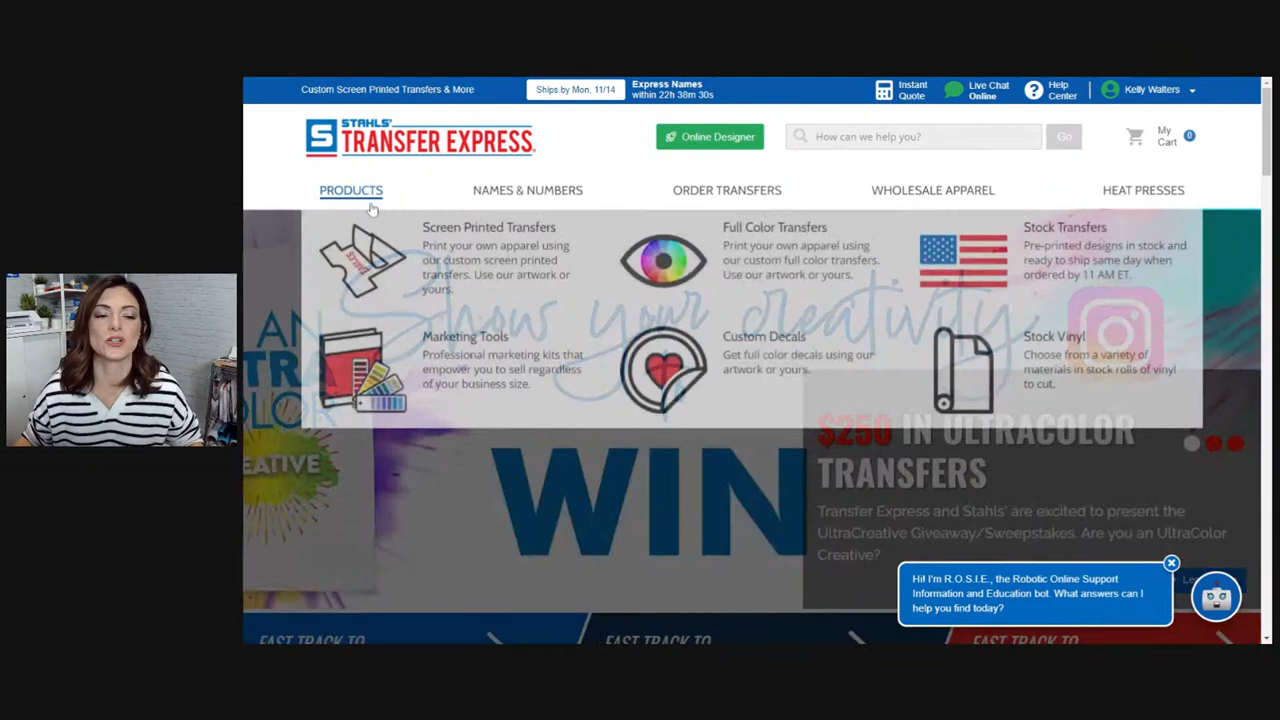 Custom Screen Printed Transfers & More
Ships by Mon, 11/14
Express Names
within 22h 38m 30s
Instant
Quote
Live Chat
Online
Help
Center
Kelly Walters
S
STAHLS'
TRANSFER EXPRESS
Online Designer
How can we help you?
Go
My
Cart
0
PRODUCTS
NAMES & NUMBERS
ORDER TRANSFERS
WHOLESALE APPAREL
HEAT PRESSES
Screen Printed Transfers
Print your own apparel using
our custom screen printed
transfers. Use our artwork or
yours.
Full Color Transfers
Print your own apparel using
our custom full color transfers.
Use our artwork or yours.
Stock Transfers
Pre-printed designs in stock and
ready to ship same day when
ordered by 11 AM ET.
Show your creativity
Marketing Tools
Professional marketing kits that
empower you to sell regardless
of your business size.
Custom Decals
Get full color decals using our
artwork or yours.
Stock Vinyl
Choose from a variety of
materials in stock rolls of vinyl
to cut.
AN
TRA
OLOR
EATIVE
WIN
$250 IN ULTRACOLOR
TRANSFERS
Transfer Express and Stahls' are excited to present the
UltraCreative Giveaway/Sweepstakes. Are you an UltraColor
Creative?
Le
Hi! I'm R.O.S.I.E., the Robotic Online Support
Information and Education bot. What answers can I
help you find today?
FAST TRACK TO
FAST TRACK TO
FAST TRACK TO